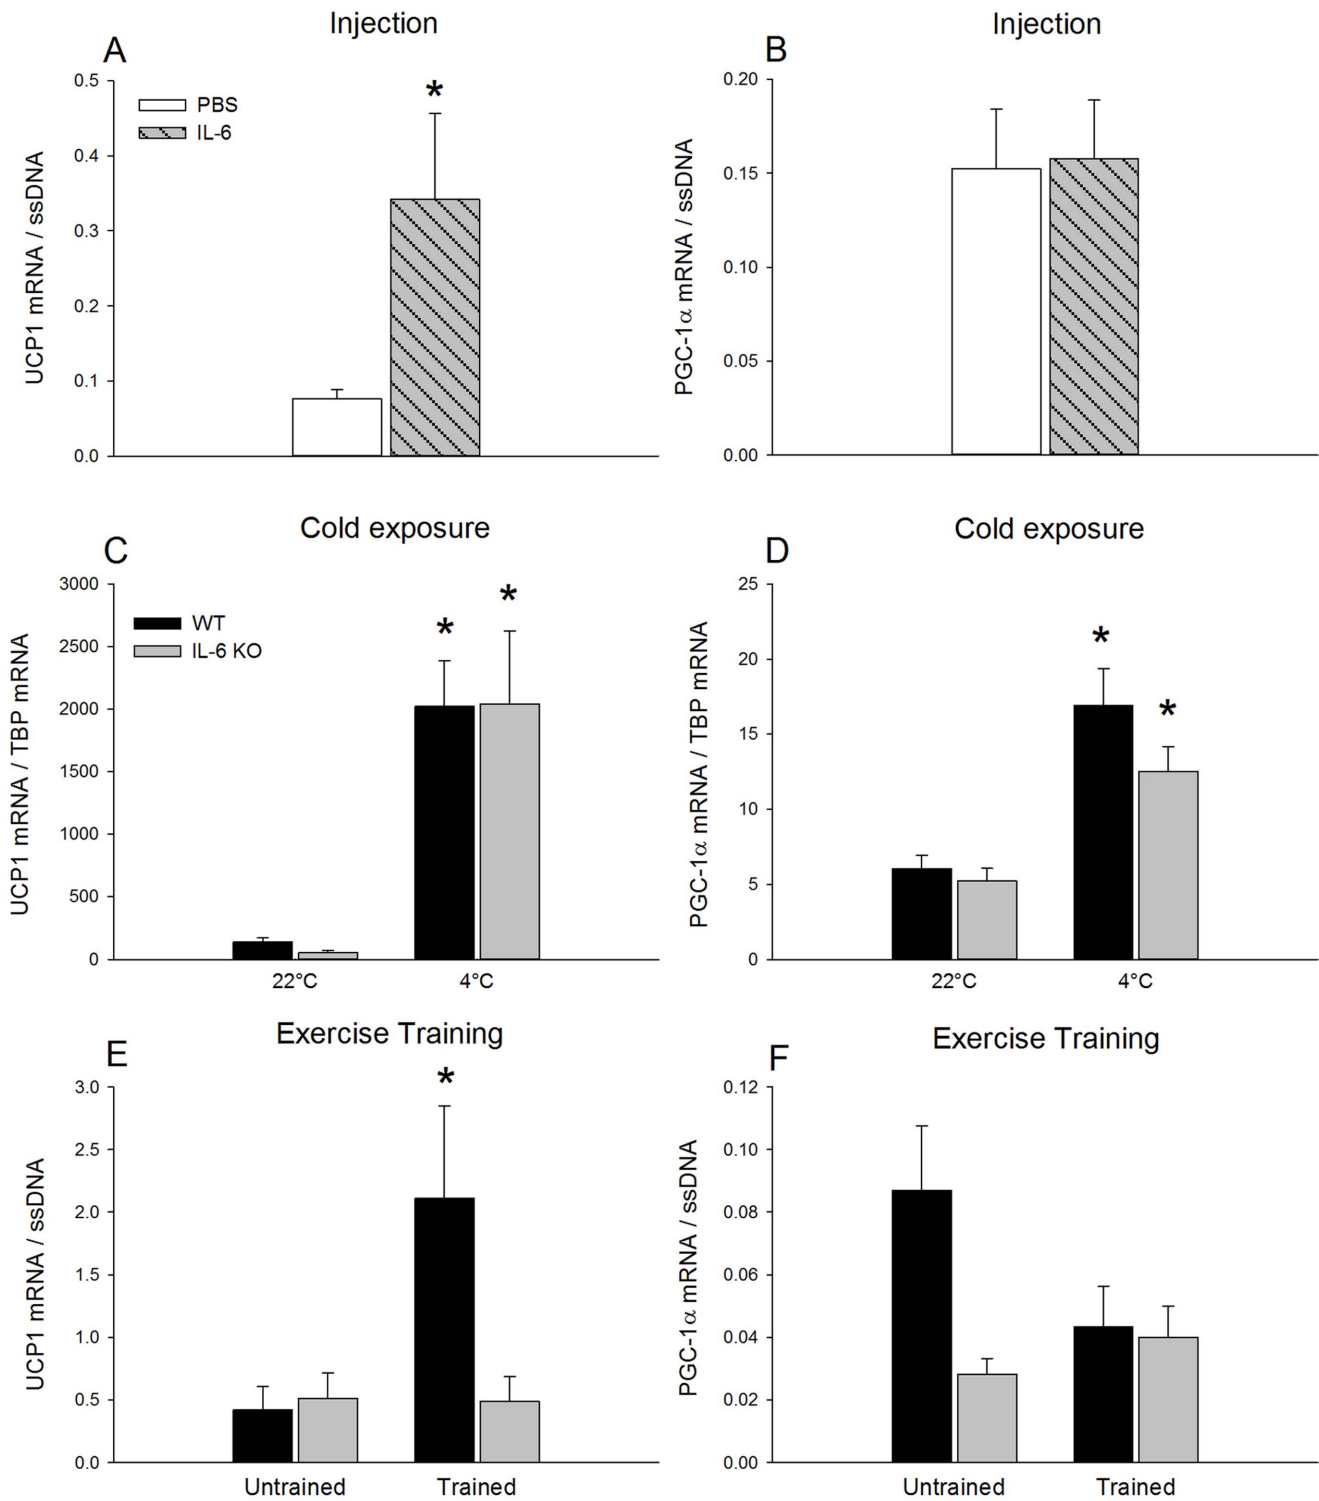 Injection
A
UCP1 mRNA / ssDNA
0.5
0.4
0.3
0.2
0.1
0.0
PBS
IL-6
*
Injection
B
PGC-1α mRNA / ssDNA
0.20
0.15
0.10
0.05
0.00
Cold exposure
C
UCP1 mRNA / TBP mRNA
3000
2500
2000
1500
1000
500
0
WT
IL-6 KO
*
*
22°C
4°C
Cold exposure
D
PGC-1α mRNA / TBP mRNA
25
20
15
10
5
0
*
*
22°C
4°C
Exercise Training
E
UCP1 mRNA / ssDNA
3.0
2.5
2.0
1.5
1.0
0.5
0.0
*
Untrained
Trained
Exercise Training
F
PGC-1α mRNA / ssDNA
0.12
0.10
0.08
0.06
0.04
0.02
0.00
Untrained
Trained